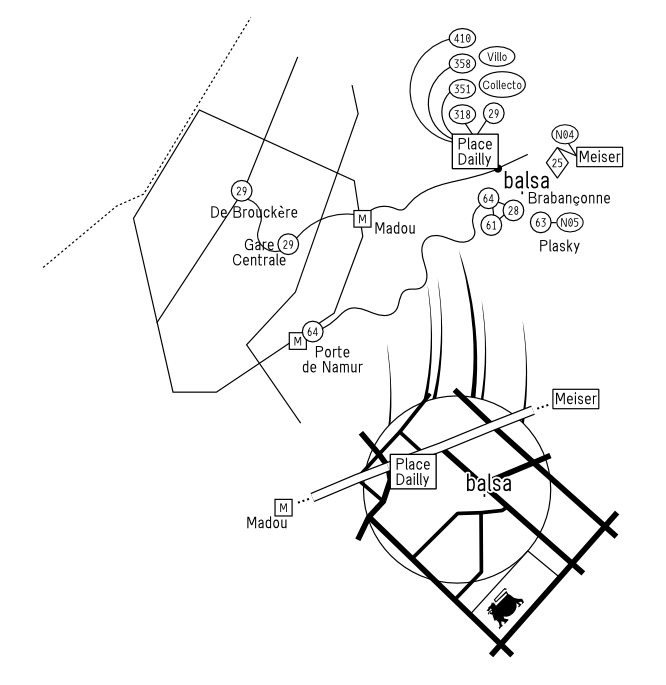 410
358
Villo
351
Collecto
318
29
Place
Dailly
N04
25
Meiser
balsa
29
De Brouckère
64
Brabançonne
28
61
63
N05
Plasky
M
Madou
Gare
Centrale
29
64
M
Porte
de Namur
Meiser
Place
Dailly
balsa
M
Madou